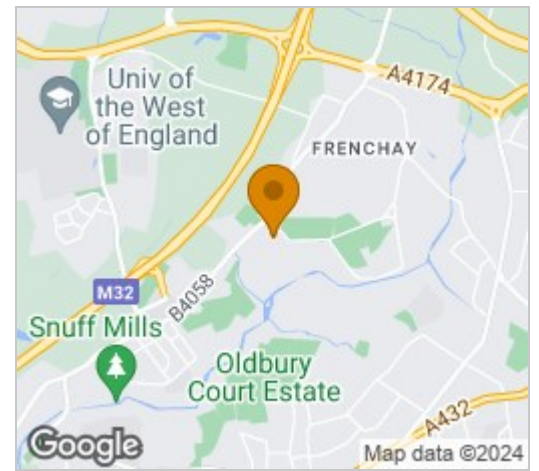 Univ of
the West
of England
A4174
FRENCHAY
M32
B4058
Snuff Mills
Oldbury
Court Estate
A432
Google
Map data ©2024